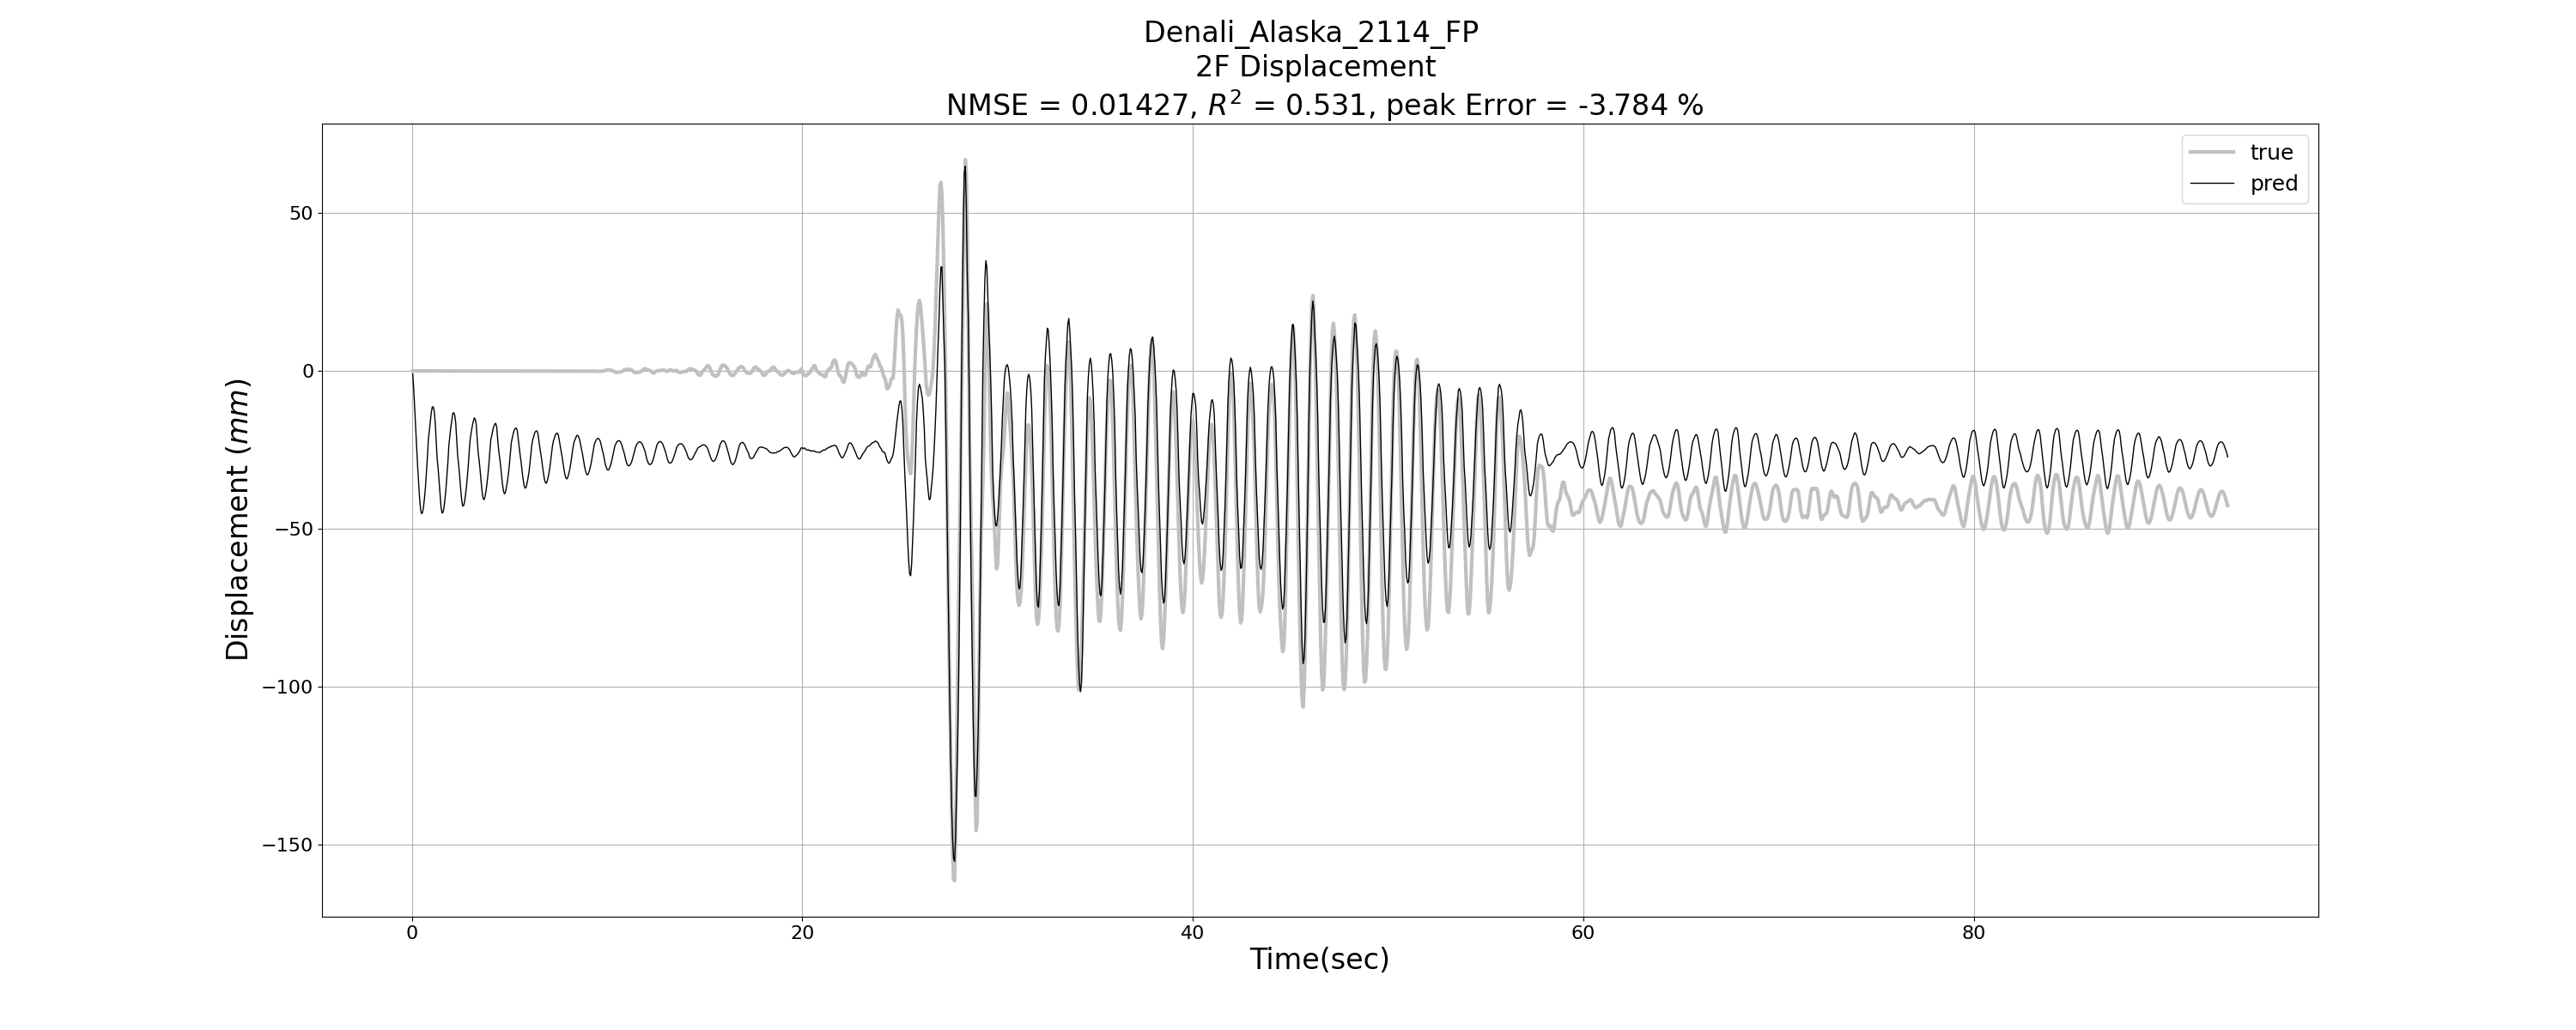 Denali_Alaska_2114_FP
2F Displacement
NMSE = 0.01427, R² = 0.531, peak Error = -3.784 %
true
pred
50
0
−50
−100
−150
Displacement (mm)
0 20 40 60 80
Time(sec)